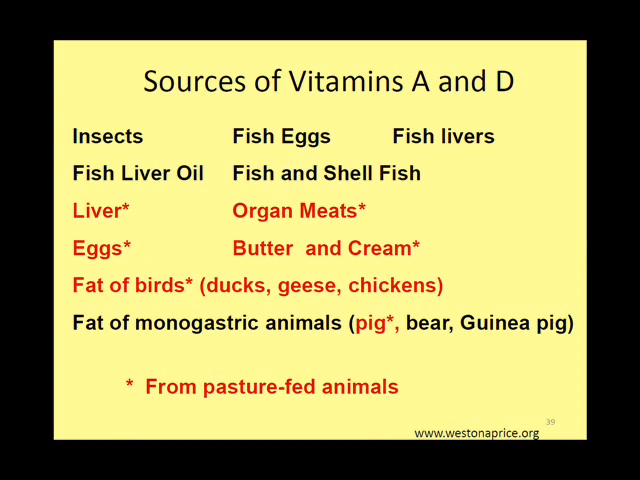 Sources of Vitamins A and D
Insects Fish Eggs Fish livers
Fish Liver Oil Fish and Shell Fish
Liver* Organ Meats*
Eggs* Butter and Cream*
Fat of birds* (ducks, geese, chickens)
Fat of monogastric animals (pig*, bear, Guinea pig)
* From pasture-fed animals
39
www.westonaprice.org